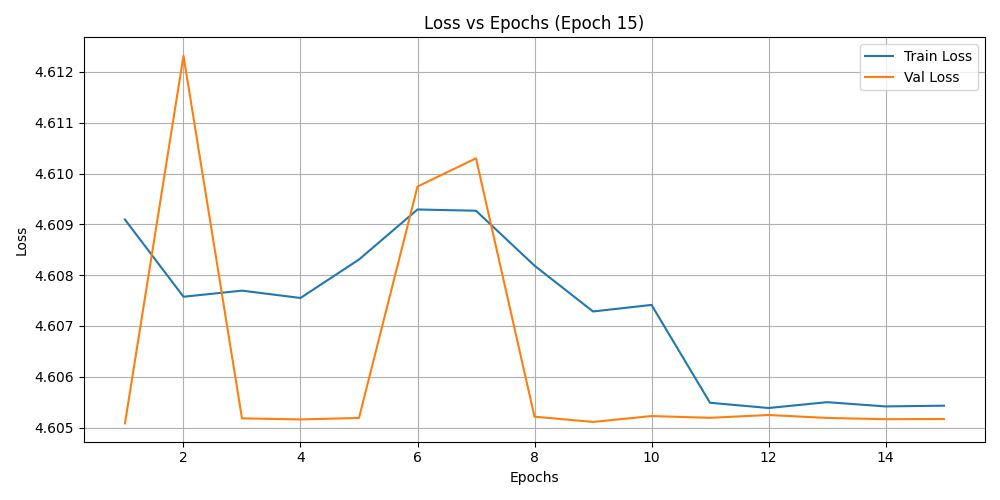 Loss vs Epochs (Epoch 15)
Train Loss
Val Loss
4.612
4.611
4.610
4.609
4.608
4.607
4.606
4.605
Loss
2 4 6 8 10 12 14
Epochs